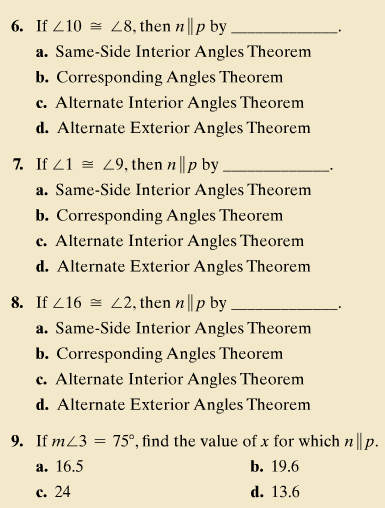 6. If ∠10 ≅ ∠8, then n ∥ p by ____________.
a. Same-Side Interior Angles Theorem
b. Corresponding Angles Theorem
c. Alternate Interior Angles Theorem
d. Alternate Exterior Angles Theorem
7. If ∠1 ≅ ∠9, then n ∥ p by ____________.
a. Same-Side Interior Angles Theorem
b. Corresponding Angles Theorem
c. Alternate Interior Angles Theorem
d. Alternate Exterior Angles Theorem
8. If ∠16 ≅ ∠2, then n ∥ p by ____________.
a. Same-Side Interior Angles Theorem
b. Corresponding Angles Theorem
c. Alternate Interior Angles Theorem
d. Alternate Exterior Angles Theorem
9. If m∠3 = 75°, find the value of x for which n ∥ p.
a. 16.5 b. 19.6
c. 24 d. 13.6